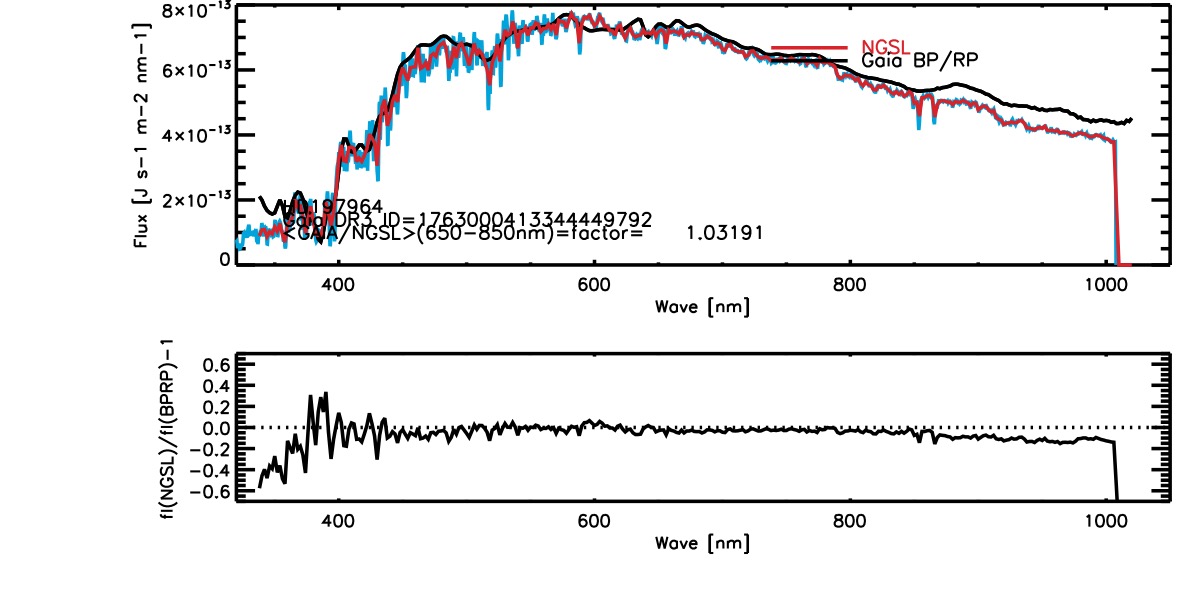 8×10−13
6×10−13
4×10−13
2×10−13
0
Flux [J s−1 m−2 nm−1]
NGSL
Gaia BP/RP
197964
Gaia DR3 ID=1763000413344449792
<GAIA/NGSL>(650−850nm)=factor= 1.03191
400 600 800 1000
Wave [nm]
fl(NGSL)/fl(BPRP)−1
0.6
0.4
0.2
0.0
−0.2
−0.4
−0.6
400 600 800 1000
Wave [nm]